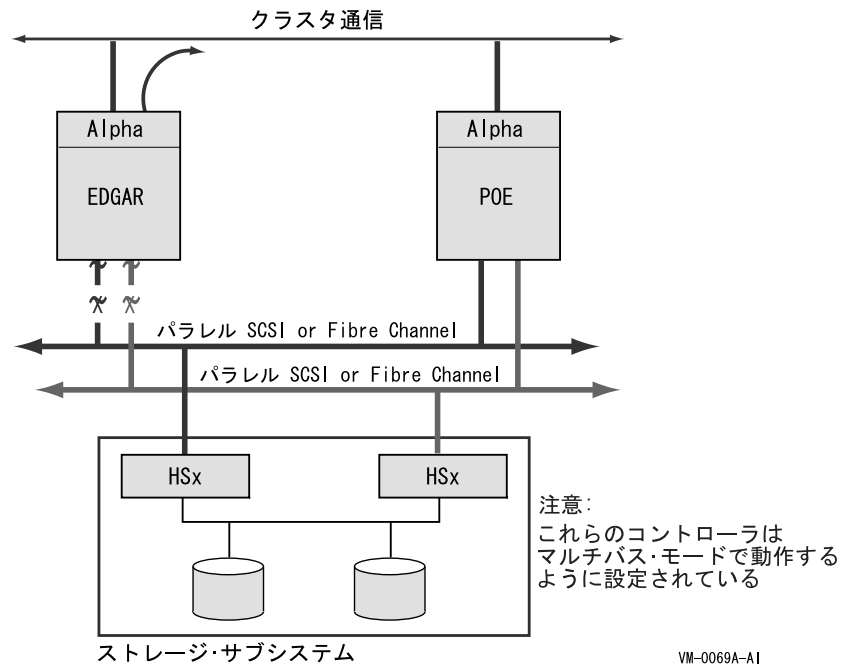 クラスタ通信
Alpha
EDGAR
Alpha
POE
パラレル SCSI or Fibre Channel
パラレル SCSI or Fibre Channel
HSx
HSx
注意:
これらのコントローラは
マルチバス・モードで動作する
ように設定されている
ストレージ・サブシステム
VM-0069A-AI